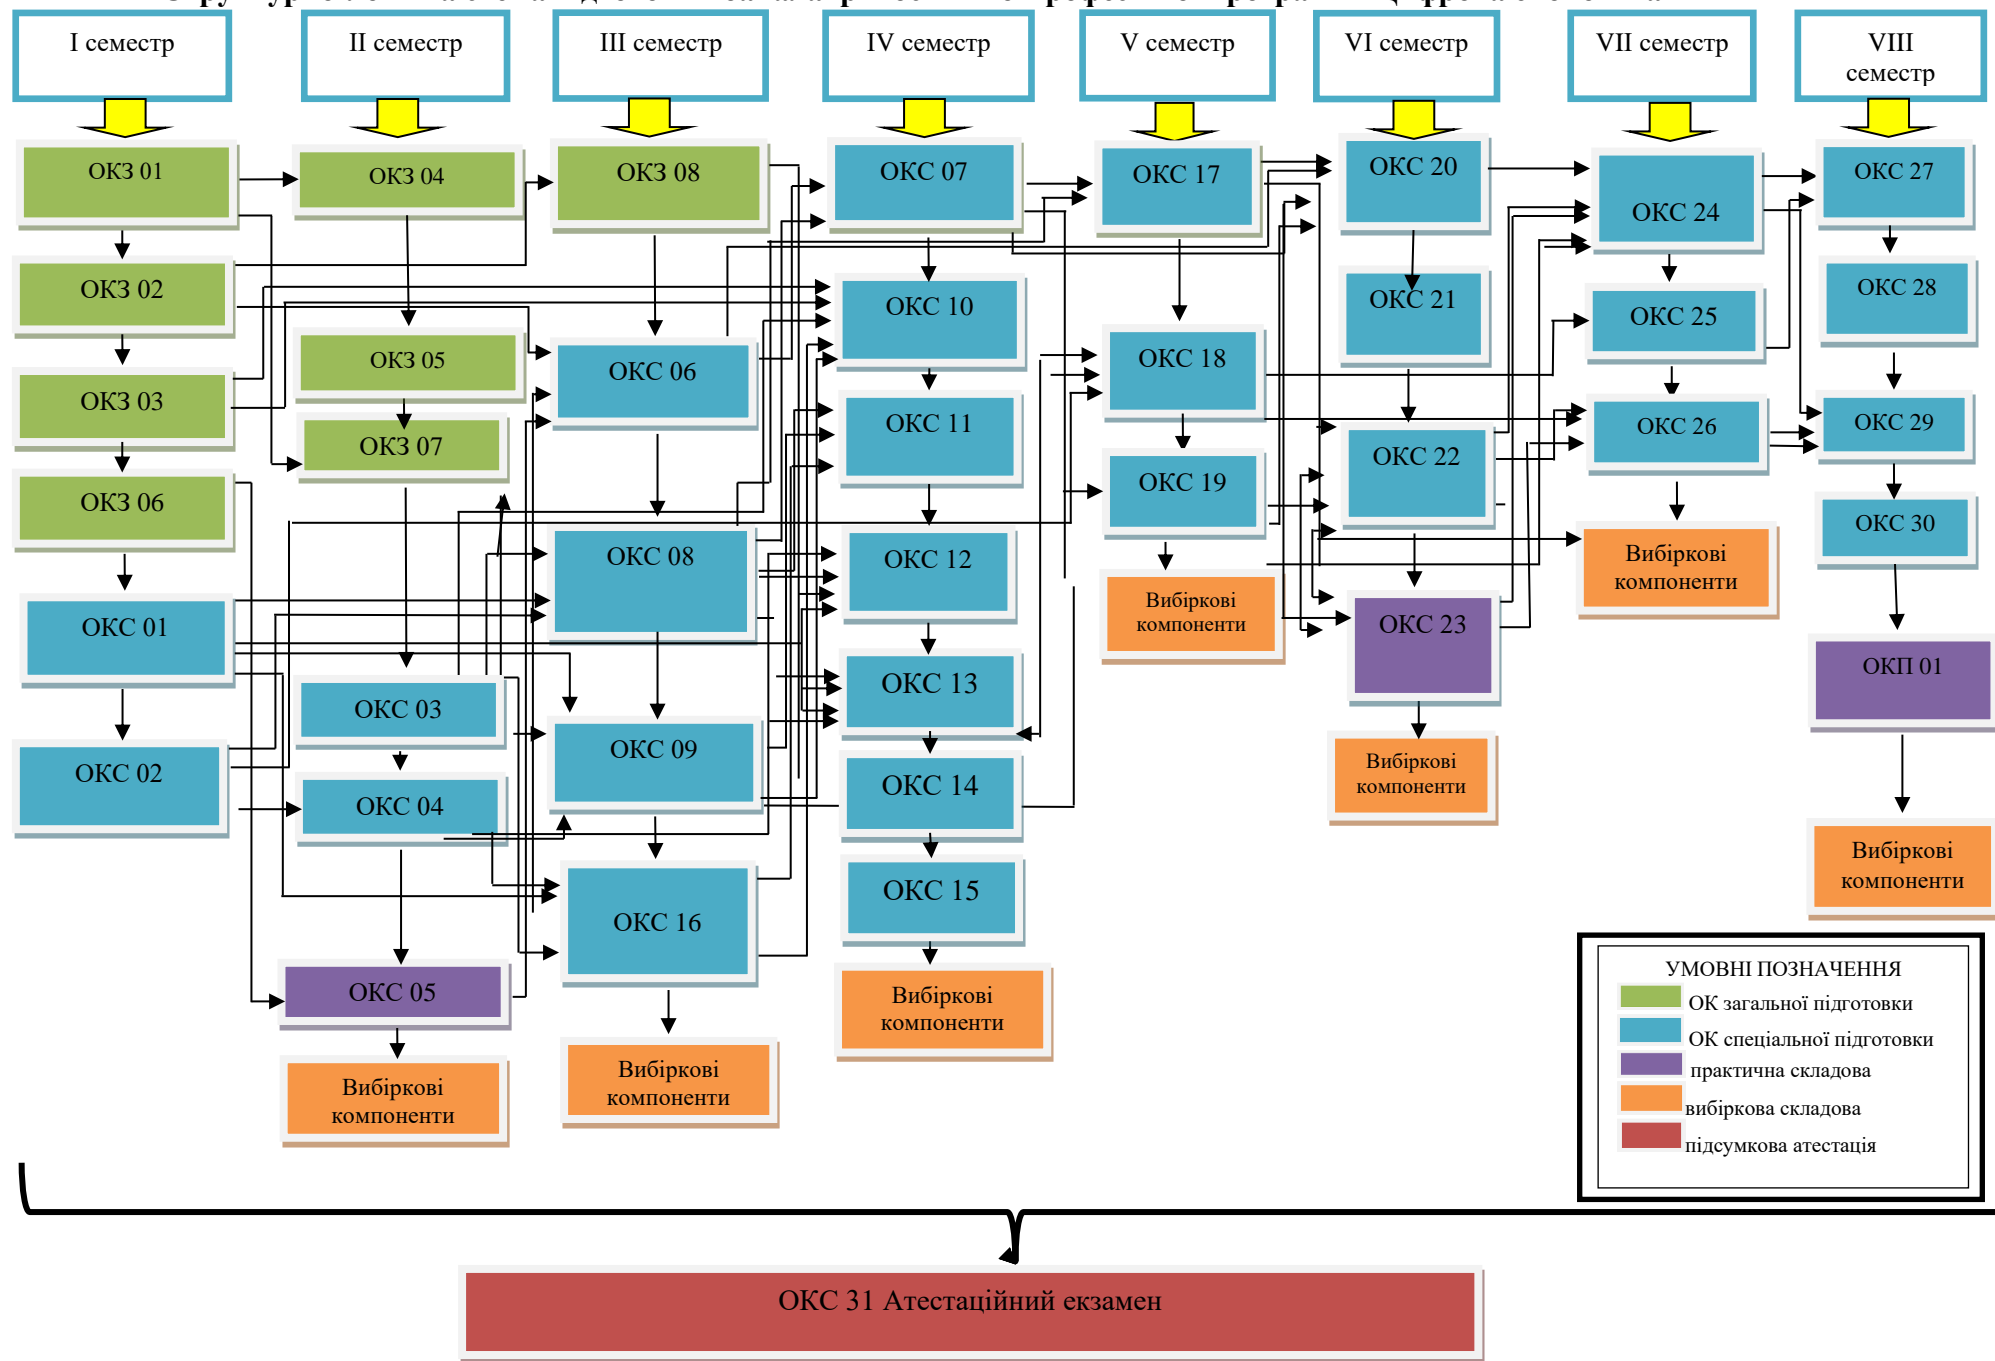 І семестр
ІІ семестр
ІІІ семестр
IV семестр
V семестр
VI семестр
VII семестр
VIII
семестр
ОКЗ 01
ОКЗ 02
ОКЗ 03
ОКЗ 06
ОКС 01
ОКС 02
ОКЗ 04
ОКЗ 05
ОКЗ 07
ОКС 03
ОКС 04
ОКС 05
Вибіркові
компоненти
ОКЗ 08
ОКС 06
ОКС 08
ОКС 09
ОКС 16
Вибіркові
компоненти
ОКС 07
ОКС 10
ОКС 11
ОКС 12
ОКС 13
ОКС 14
ОКС 15
Вибіркові
компоненти
ОКС 17
ОКС 18
ОКС 19
Вибіркові
компоненти
ОКС 20
ОКС 21
ОКС 22
ОКС 23
Вибіркові
компоненти
ОКС 24
ОКС 25
ОКС 26
Вибіркові
компоненти
ОКС 27
ОКС 28
ОКС 29
ОКС 30
ОКП 01
Вибіркові
компоненти
УМОВНІ ПОЗНАЧЕННЯ
ОК загальної підготовки
ОК спеціальної підготовки
практична складова
вибіркова складова
підсумкова атестація
ОКС 31 Атестаційний екзамен